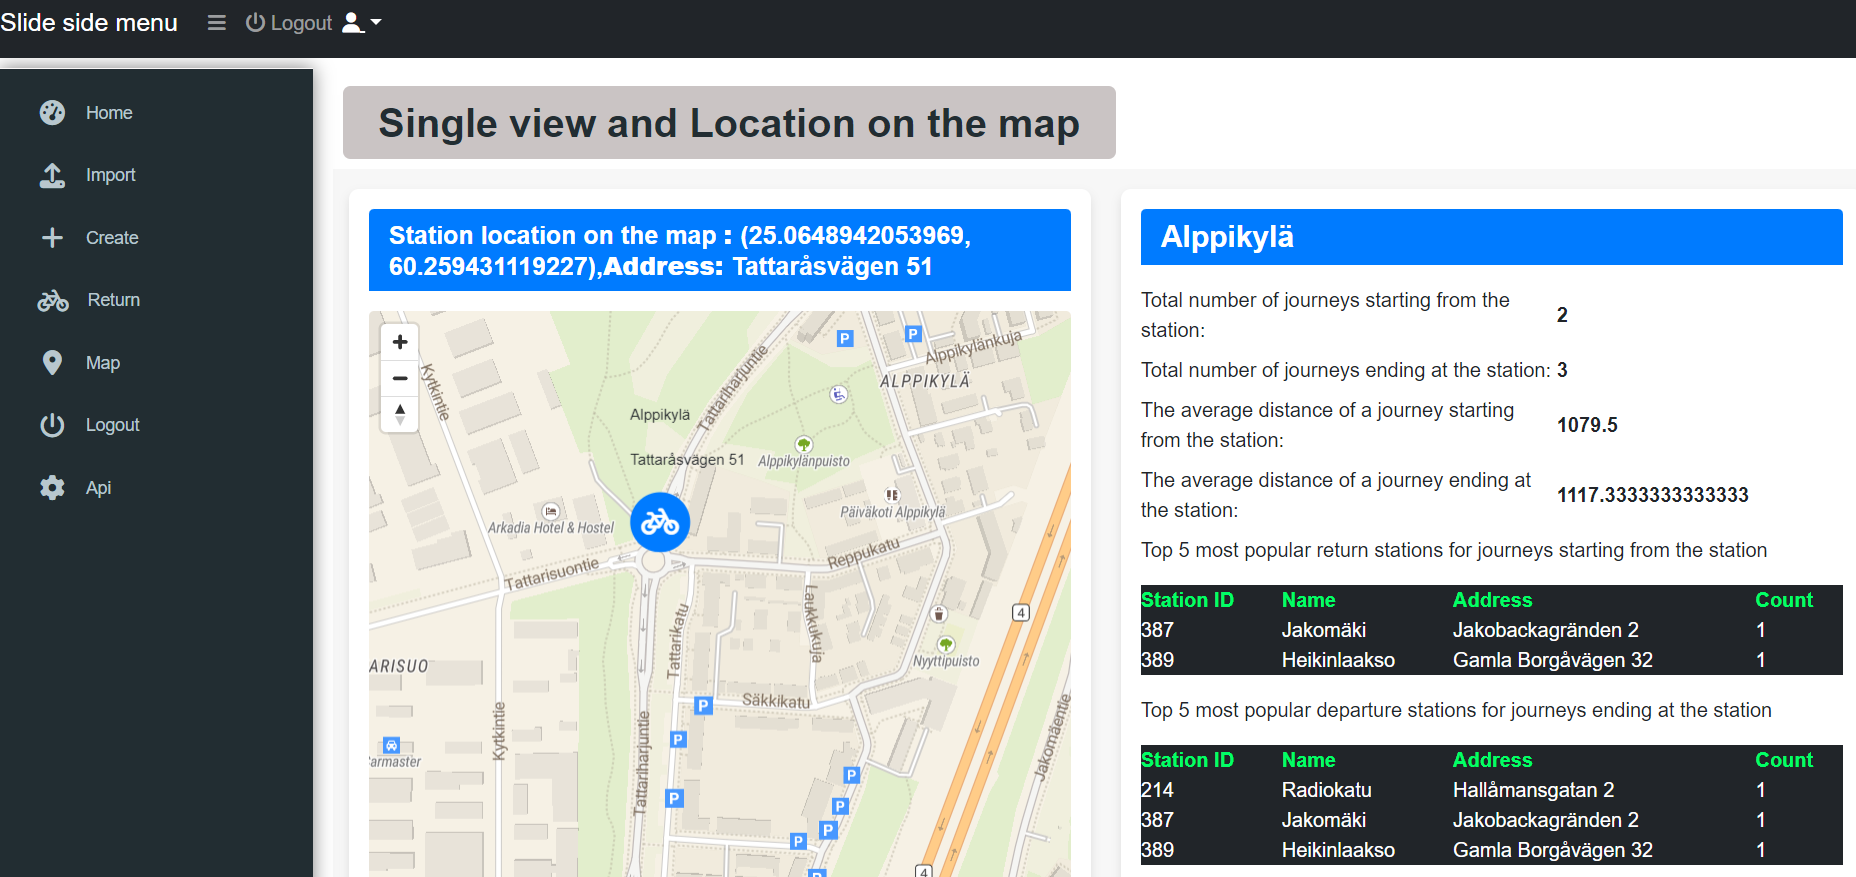 Slide side menu Logout
Home
Import
Create
Return
Map
Logout
Api
Single view and Location on the map
Station location on the map : (25.0648942053969,
60.259431119227),Address: Tattaråsvägen 51
Kytkintie
Tattariharjuntie
Alppikylänkuja
ALPPIKYLÄ
P
P
Alppikylä
Tattaråsvägen 51
Alppikylänpuisto
Arkadia Hotel & Hostel
Päiväkoti Alppikylä
Tattarisuontie
Reppukatu
Laukkukuja
Tattarikatu
4
ARISUO
Nyyttipuisto
Säkkikatu
P
Kytkintie
Tattariharjuntie
Jakomäentie
P
armaster
P
P
P
P
P
P
4
Alppikylä
Total number of journeys starting from the
station: 2
Total number of journeys ending at the station: 3
The average distance of a journey starting
from the station: 1079.5
The average distance of a journey ending at
the station: 1117.3333333333333
Top 5 most popular return stations for journeys starting from the station
Station ID Name Address Count
387 Jakomäki Jakobackagränden 2 1
389 Heikinlaakso Gamla Borgåvägen 32 1
Top 5 most popular departure stations for journeys ending at the station
Station ID Name Address Count
214 Radiokatu Hallåmansgatan 2 1
387 Jakomäki Jakobackagränden 2 1
389 Heikinlaakso Gamla Borgåvägen 32 1